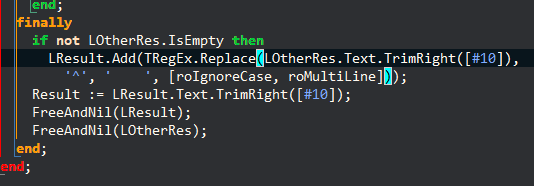 end;
finally
if not LOtherRes.IsEmpty then
LResult.Add(TRegEx.Replace(LOtherRes.Text.TrimRight([#10]),
'^', '    ', [roIgnoreCase, roMultiLine]));
Result := LResult.Text.TrimRight([#10]);
FreeAndNil(LResult);
FreeAndNil(LOtherRes);
end;
end;